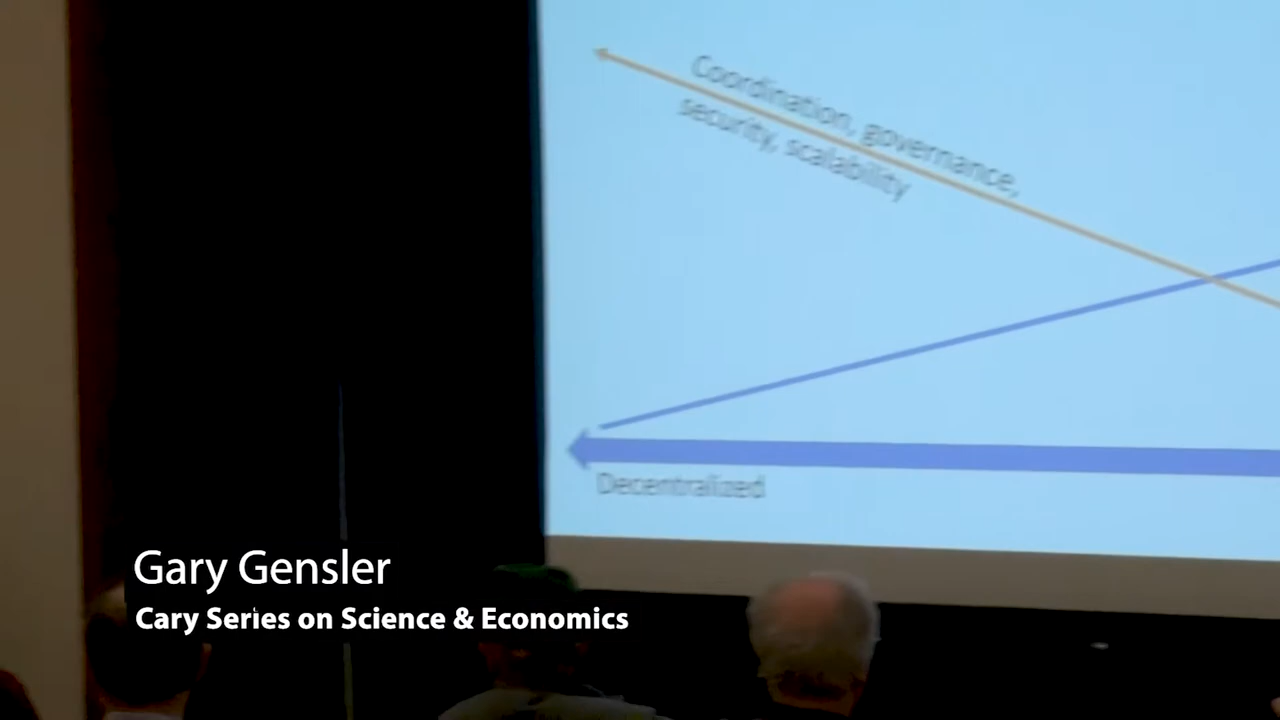 Coordination, governance,
security, scalability
Decentralized
Gary Gensler
Cary Series on Science & Economics